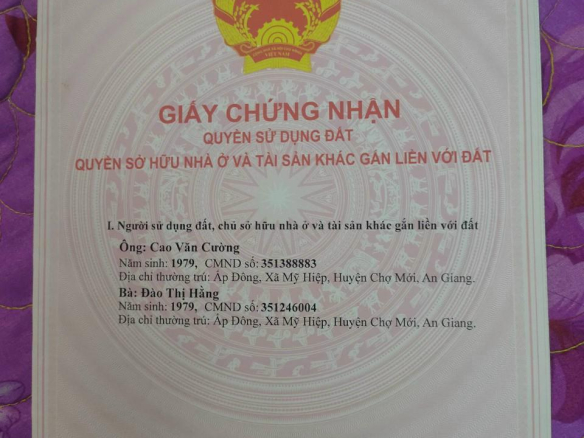 GIẤY CHỨNG NHẬN
QUYỀN SỬ DỤNG ĐẤT
QUYỀN SỞ HỮU NHÀ Ở VÀ TÀI SẢN KHÁC GẮN LIỀN VỚI ĐẤT
I. Người sử dụng đất, chủ sở hữu nhà ở và tài sản khác gắn liền với đất
Ông: Cao Văn Cường
Năm sinh: 1979, CMND số: 351388883
Địa chỉ thường trú: Ấp Đông, Xã Mỹ Hiệp, Huyện Chợ Mới, An Giang.
Bà: Đào Thị Hằng
Năm sinh: 1979, CMND số: 351246004
Địa chỉ thường trú: Ấp Đông, Xã Mỹ Hiệp, Huyện Chợ Mới, An Giang.